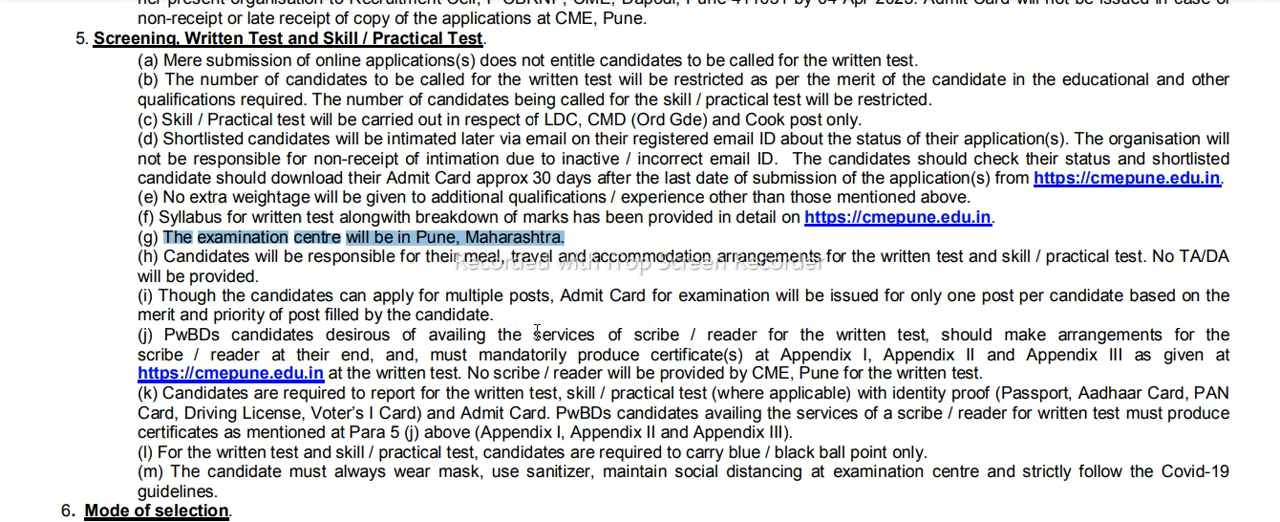 non-receipt or late receipt of copy of the applications at CME, Pune.
5. Screening, Written Test and Skill / Practical Test.
(a) Mere submission of online applications(s) does not entitle candidates to be called for the written test.
(b) The number of candidates to be called for the written test will be restricted as per the merit of the candidate in the educational and other
qualifications required. The number of candidates being called for the skill / practical test will be restricted.
(c) Skill / Practical test will be carried out in respect of LDC, CMD (Ord Gde) and Cook post only.
(d) Shortlisted candidates will be intimated later via email on their registered email ID about the status of their application(s). The organisation will
not be responsible for non-receipt of intimation due to inactive / incorrect email ID. The candidates should check their status and shortlisted
candidate should download their Admit Card approx 30 days after the last date of submission of the application(s) from https://cmepune.edu.in.
(e) No extra weightage will be given to additional qualifications / experience other than those mentioned above.
(f) Syllabus for written test alongwith breakdown of marks has been provided in detail on https://cmepune.edu.in.
(g) The examination centre will be in Pune, Maharashtra.
(h) Candidates will be responsible for their meal, travel and accommodation arrangements for the written test and skill / practical test. No TA/DA
Recorded with iTop Screen Recorder
will be provided.
(i) Though the candidates can apply for multiple posts, Admit Card for examination will be issued for only one post per candidate based on the
merit and priority of post filled by the candidate.
(j) PwBDs candidates desirous of availing the services of scribe / reader for the written test, should make arrangements for the
scribe / reader at their end, and, must mandatorily produce certificate(s) at Appendix I, Appendix II and Appendix III as given at
https://cmepune.edu.in at the written test. No scribe / reader will be provided by CME, Pune for the written test.
(k) Candidates are required to report for the written test, skill / practical test (where applicable) with identity proof (Passport, Aadhaar Card, PAN
Card, Driving License, Voter's I Card) and Admit Card. PwBDs candidates availing the services of a scribe / reader for written test must produce
certificates as mentioned at Para 5 (j) above (Appendix I, Appendix II and Appendix III).
(l) For the written test and skill / practical test, candidates are required to carry blue / black ball point only.
(m) The candidate must always wear mask, use sanitizer, maintain social distancing at examination centre and strictly follow the Covid-19
guidelines.
6. Mode of selection.